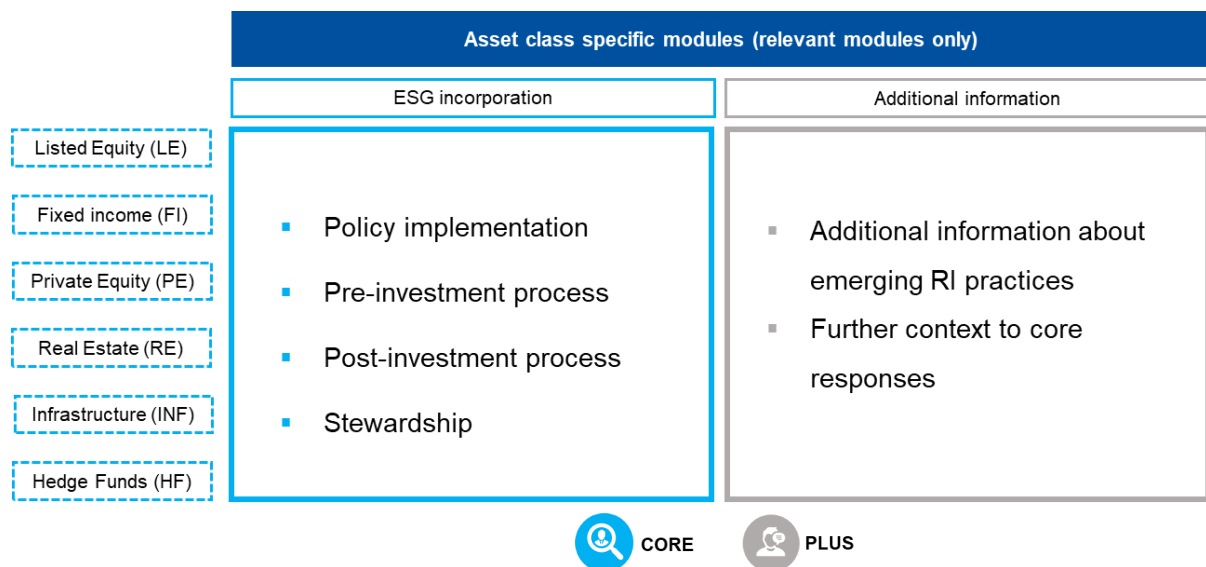 Asset class specific modules (relevant modules only)
ESG incorporation
Additional information
Listed Equity (LE)
Fixed income (FI)
Private Equity (PE)
Real Estate (RE)
Infrastructure (INF)
Hedge Funds (HF)
▪ Policy implementation
▪ Pre-investment process
▪ Post-investment process
▪ Stewardship
▪ Additional information about
emerging RI practices
▪ Further context to core
responses
CORE
PLUS